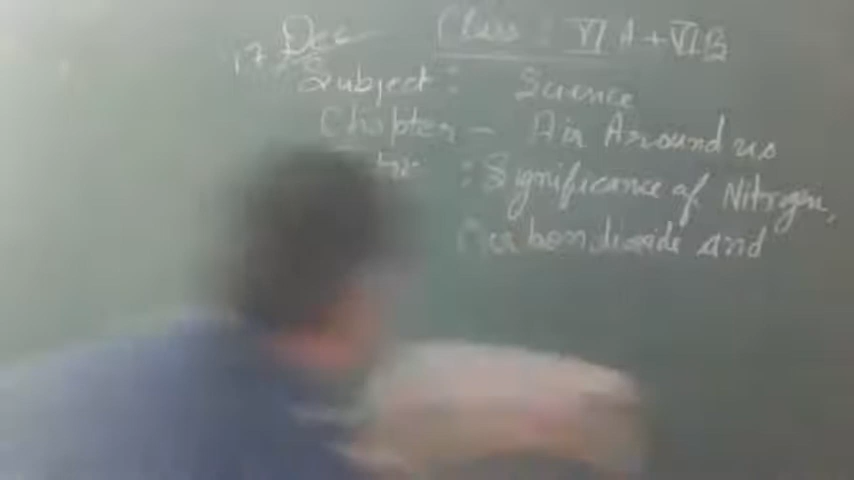 Dec Class : VI A + VI B
17
Subject : Science
Chapter - Air Around us
: Significance of Nitrogen,
Carbondioxide and